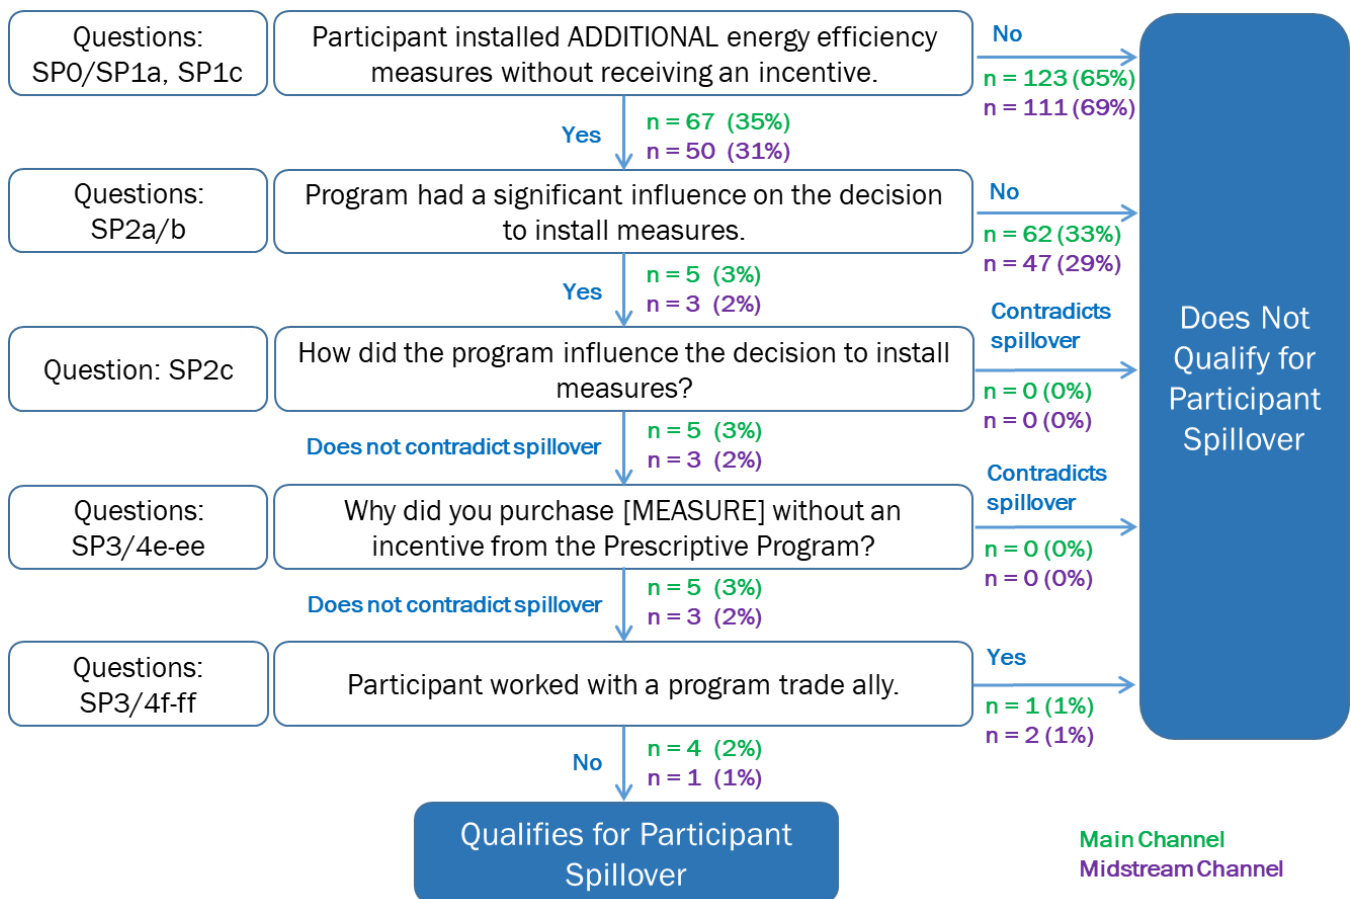 Questions:
SP0/SP1a, SP1c
Participant installed ADDITIONAL energy efficiency
measures without receiving an incentive.
No
n = 123 (65%)
n = 111 (69%)
Yes
n = 67 (35%)
n = 50 (31%)
Questions:
SP2a/b
Program had a significant influence on the decision
to install measures.
No
n = 62 (33%)
n = 47 (29%)
Yes
n = 5 (3%)
n = 3 (2%)
Question: SP2c
How did the program influence the decision to install
measures?
Contradicts
spillover
n = 0 (0%)
n = 0 (0%)
Does not contradict spillover
n = 5 (3%)
n = 3 (2%)
Questions:
SP3/4e-ee
Why did you purchase [MEASURE] without an
incentive from the Prescriptive Program?
Contradicts
spillover
n = 0 (0%)
n = 0 (0%)
Does not contradict spillover
n = 5 (3%)
n = 3 (2%)
Questions:
SP3/4f-ff
Participant worked with a program trade ally.
Yes
n = 1 (1%)
n = 2 (1%)
No
n = 4 (2%)
n = 1 (1%)
Does Not
Qualify for
Participant
Spillover
Qualifies for Participant
Spillover
Main Channel
Midstream Channel